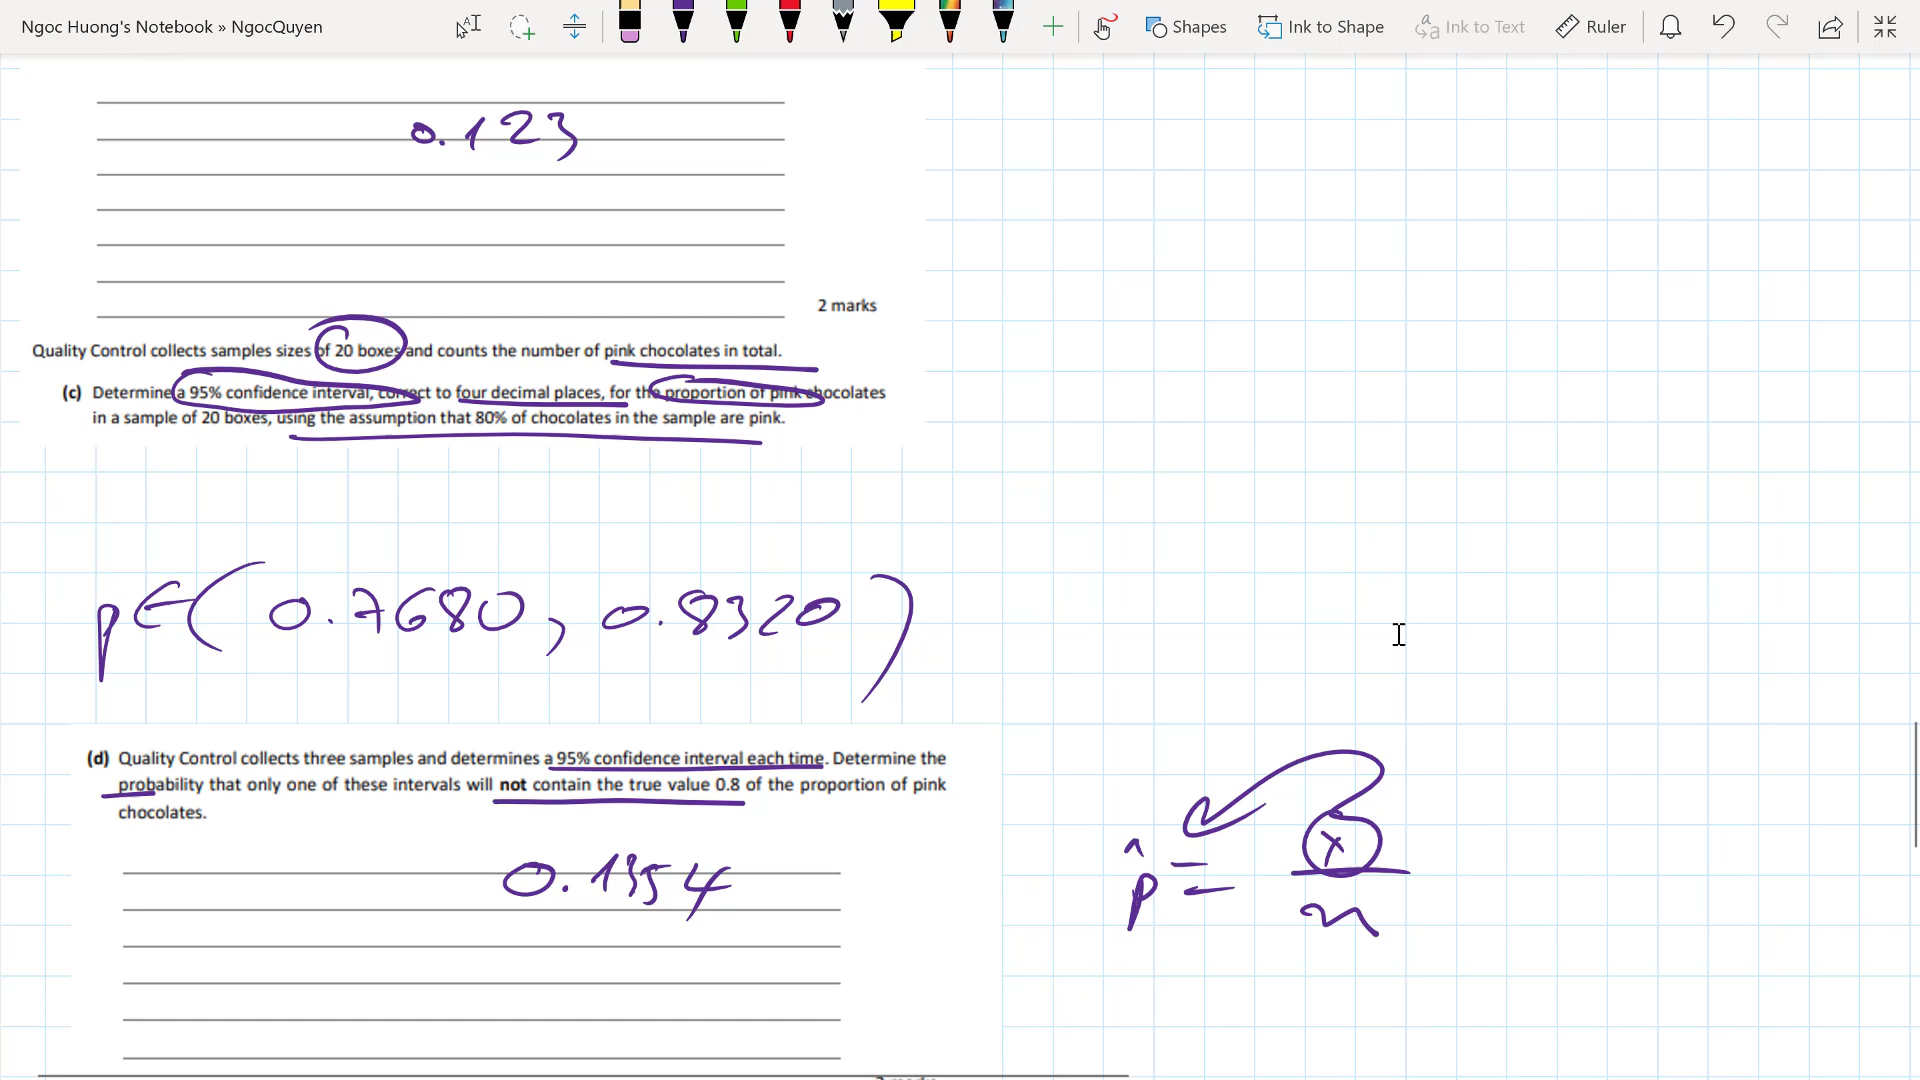 Ngoc Huong's Notebook » NgocQuyen
Shapes
Ink to Shape
Ink to Text
Ruler
0.123
2 marks
Quality Control collects samples sizes of 20 boxes and counts the number of pink chocolates in total.
(c) Determine a 95% confidence interval, correct to four decimal places, for the proportion of pink chocolates
in a sample of 20 boxes, using the assumption that 80% of chocolates in the sample are pink.
p∈(0.7680, 0.8320)
(d) Quality Control collects three samples and determines a 95% confidence interval each time. Determine the
probability that only one of these intervals will not contain the true value 0.8 of the proportion of pink
chocolates.
0.1354
p̂ = X
n